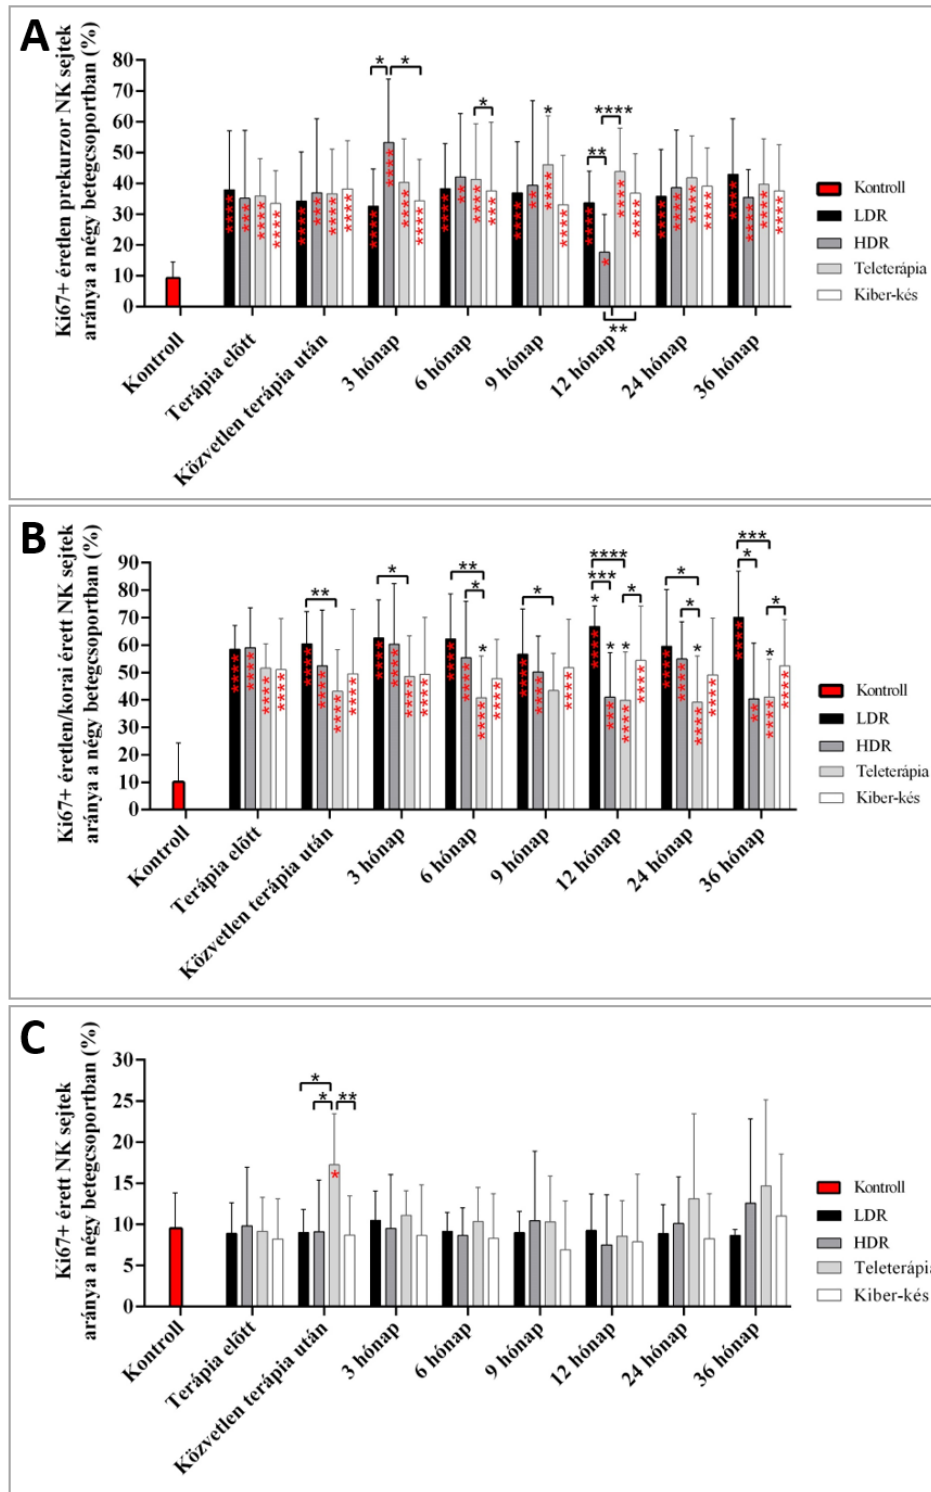 A
Ki67+ éretlen prekurzor NK sejtek
aránya a négy betegcsoportban (%)
80
70
60
50
40
30
20
10
0
Kontroll
Terápia előtt
Közvetlen terápia után
3 hónap
6 hónap
9 hónap
12 hónap
24 hónap
36 hónap
Kontroll
LDR
HDR
Teleterápia
Kiber-kés
B
Ki67+ éretlen/korai érett NK sejtek
aránya a négy betegcsoportban (%)
90
80
70
60
50
40
30
20
10
0
Kontroll
Terápia előtt
Közvetlen terápia után
3 hónap
6 hónap
9 hónap
12 hónap
24 hónap
36 hónap
Kontroll
LDR
HDR
Teleterápia
Kiber-kés
C
Ki67+ érett NK sejtek
aránya a négy betegcsoportban (%)
30
25
20
15
10
5
0
Kontroll
Terápia előtt
Közvetlen terápia után
3 hónap
6 hónap
9 hónap
12 hónap
24 hónap
36 hónap
Kontroll
LDR
HDR
Teleterápia
Kiber-kés